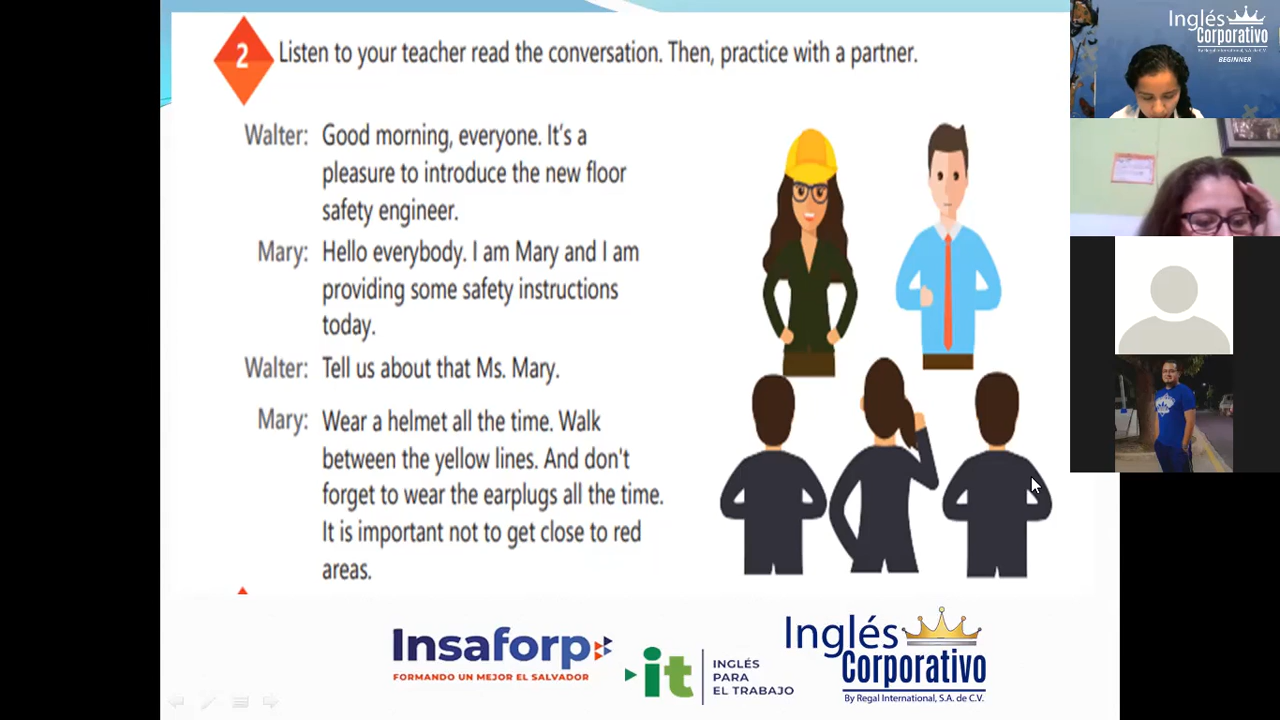 2 Listen to your teacher read the conversation. Then, practice with a partner.
Walter: Good morning, everyone. It's a
pleasure to introduce the new floor
safety engineer.
Mary: Hello everybody. I am Mary and I am
providing some safety instructions
today.
Walter: Tell us about that Ms. Mary.
Mary: Wear a helmet all the time. Walk
between the yellow lines. And don't
forget to wear the earplugs all the time.
It is important not to get close to red
areas.
Insaforp
FORMANDO UN MEJOR EL SALVADOR
it
INGLÉS
PARA
EL TRABAJO
Inglés
Corporativo
By Regal International, S.A. de C.V.
Inglés
Corporativo
By Regal International, S.A. de C.V.
BEGINNER